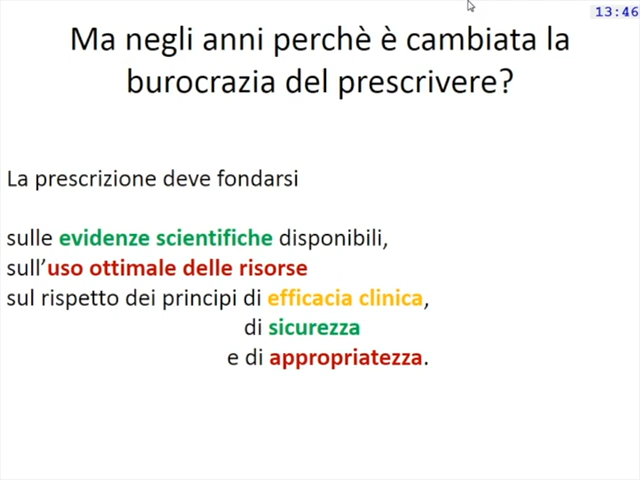 13:46
Ma negli anni perchè è cambiata la
burocrazia del prescrivere?
La prescrizione deve fondarsi
sulle evidenze scientifiche disponibili,
sull'uso ottimale delle risorse
sul rispetto dei principi di efficacia clinica,
di sicurezza
e di appropriatezza.